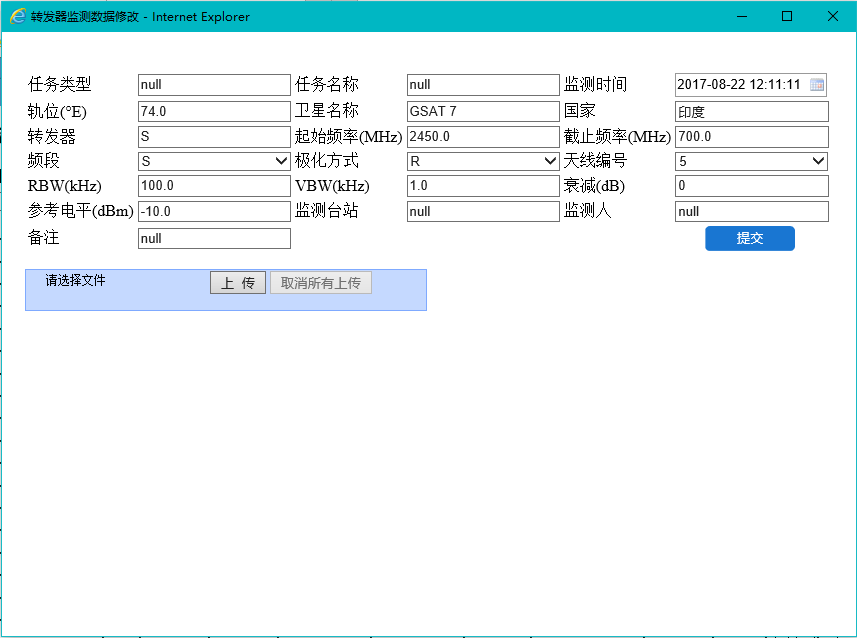 转发器监测数据修改 - Internet Explorer
任务类型 null 任务名称 null 监测时间 2017-08-22 12:11:11
轨位(°E) 74.0 卫星名称 GSAT 7 国家 印度
转发器 S 起始频率(MHz) 2450.0 截止频率(MHz) 700.0
频段 S 极化方式 R 天线编号 5
RBW(kHz) 100.0 VBW(kHz) 1.0 衰减(dB) 0
参考电平(dBm) -10.0 监测台站 null 监测人 null
备注 null 提交
请选择文件 上 传 取消所有上传